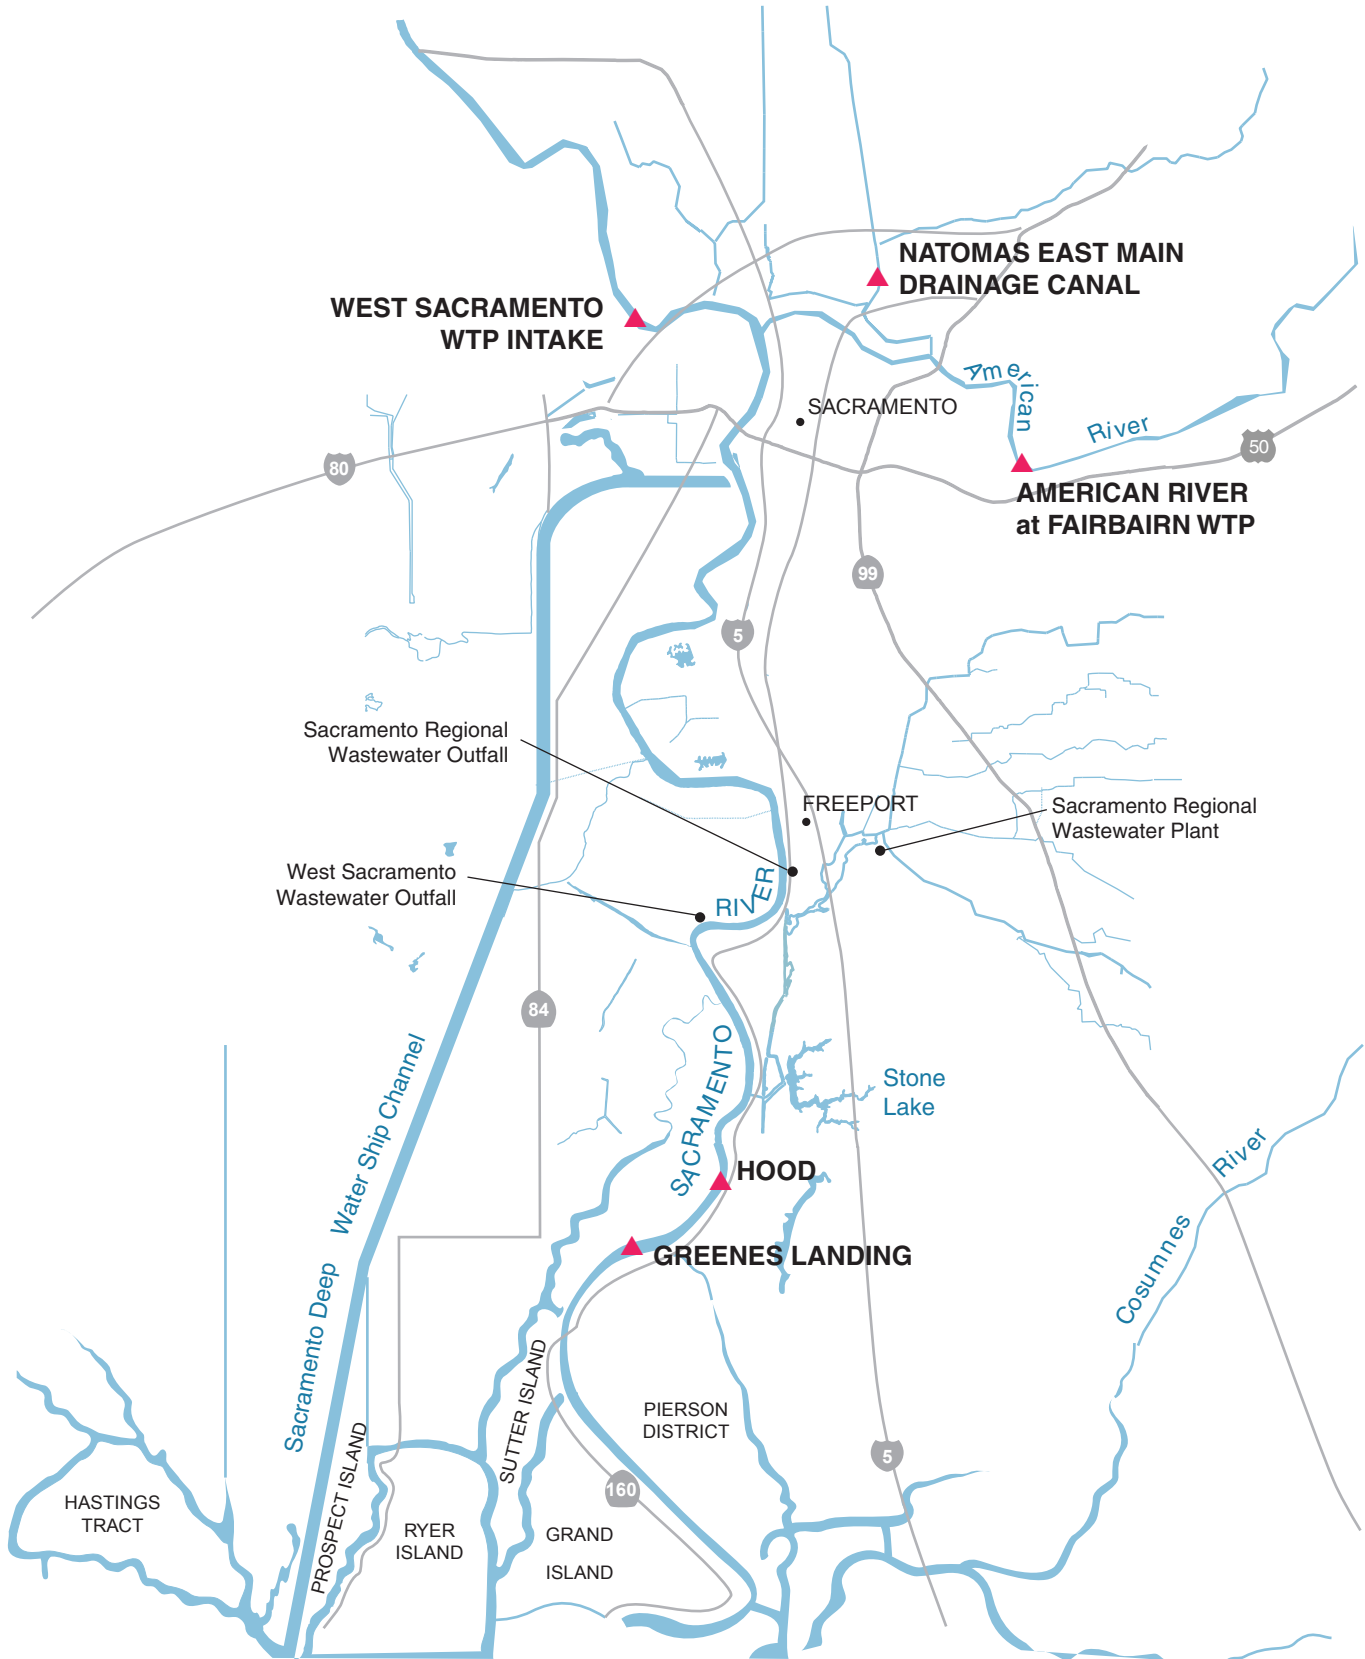 NATOMAS EAST MAIN
DRAINAGE CANAL
WEST SACRAMENTO
WTP INTAKE
American
River
SACRAMENTO
50
80
AMERICAN RIVER
at FAIRBAIRN WTP
99
5
Sacramento Regional
Wastewater Outfall
FREEPORT
Sacramento Regional
Wastewater Plant
West Sacramento
Wastewater Outfall
RIVER
84
SACRAMENTO
Stone
Lake
Sacramento Deep Water Ship Channel
HOOD
Cosumnes River
GREENES LANDING
SUTTER ISLAND
PIERSON
DISTRICT
5
160
HASTINGS
TRACT
PROSPECT ISLAND
RYER
ISLAND
GRAND
ISLAND